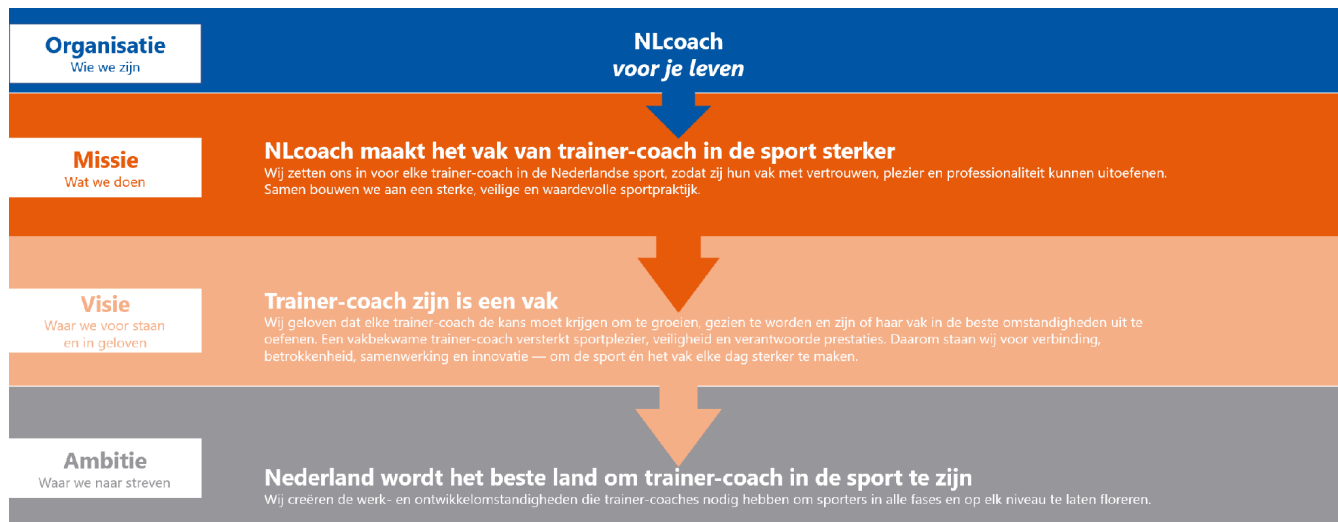 Organisatie
Wie we zijn
NLcoach
voor je leven
Missie
Wat we doen
NLcoach maakt het vak van trainer-coach in de sport sterker
Wij zetten ons in voor elke trainer-coach in de Nederlandse sport, zodat zij hun vak met vertrouwen, plezier en professionaliteit kunnen uitoefenen.
Samen bouwen we aan een sterke, veilige en waardevolle sportpraktijk.
Visie
Waar we voor staan
en in geloven
Trainer-coach zijn is een vak
Wij geloven dat elke trainer-coach de kans moet krijgen om te groeien, gezien te worden en zijn of haar vak in de beste omstandigheden uit te
oefenen. Een vakbekwame trainer-coach versterkt sportplezier, veiligheid en verantwoorde prestaties. Daarom staan wij voor verbinding,
betrokkenheid, samenwerking en innovatie — om de sport én het vak elke dag sterker te maken.
Ambitie
Waar we naar streven
Nederland wordt het beste land om trainer-coach in de sport te zijn
Wij creëren de werk- en ontwikkelomstandigheden die trainer-coaches nodig hebben om sporters in alle fases en op elk niveau te laten floreren.